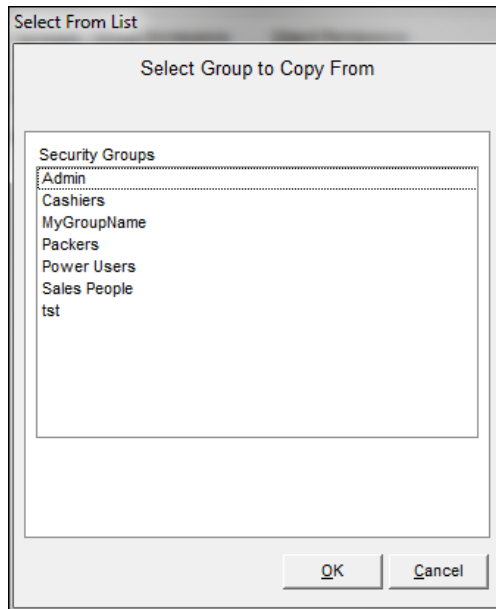 Select From List
Select Group to Copy From
Security Groups
Admin
Cashiers
MyGroupName
Packers
Power Users
Sales People
tst
OK
Cancel